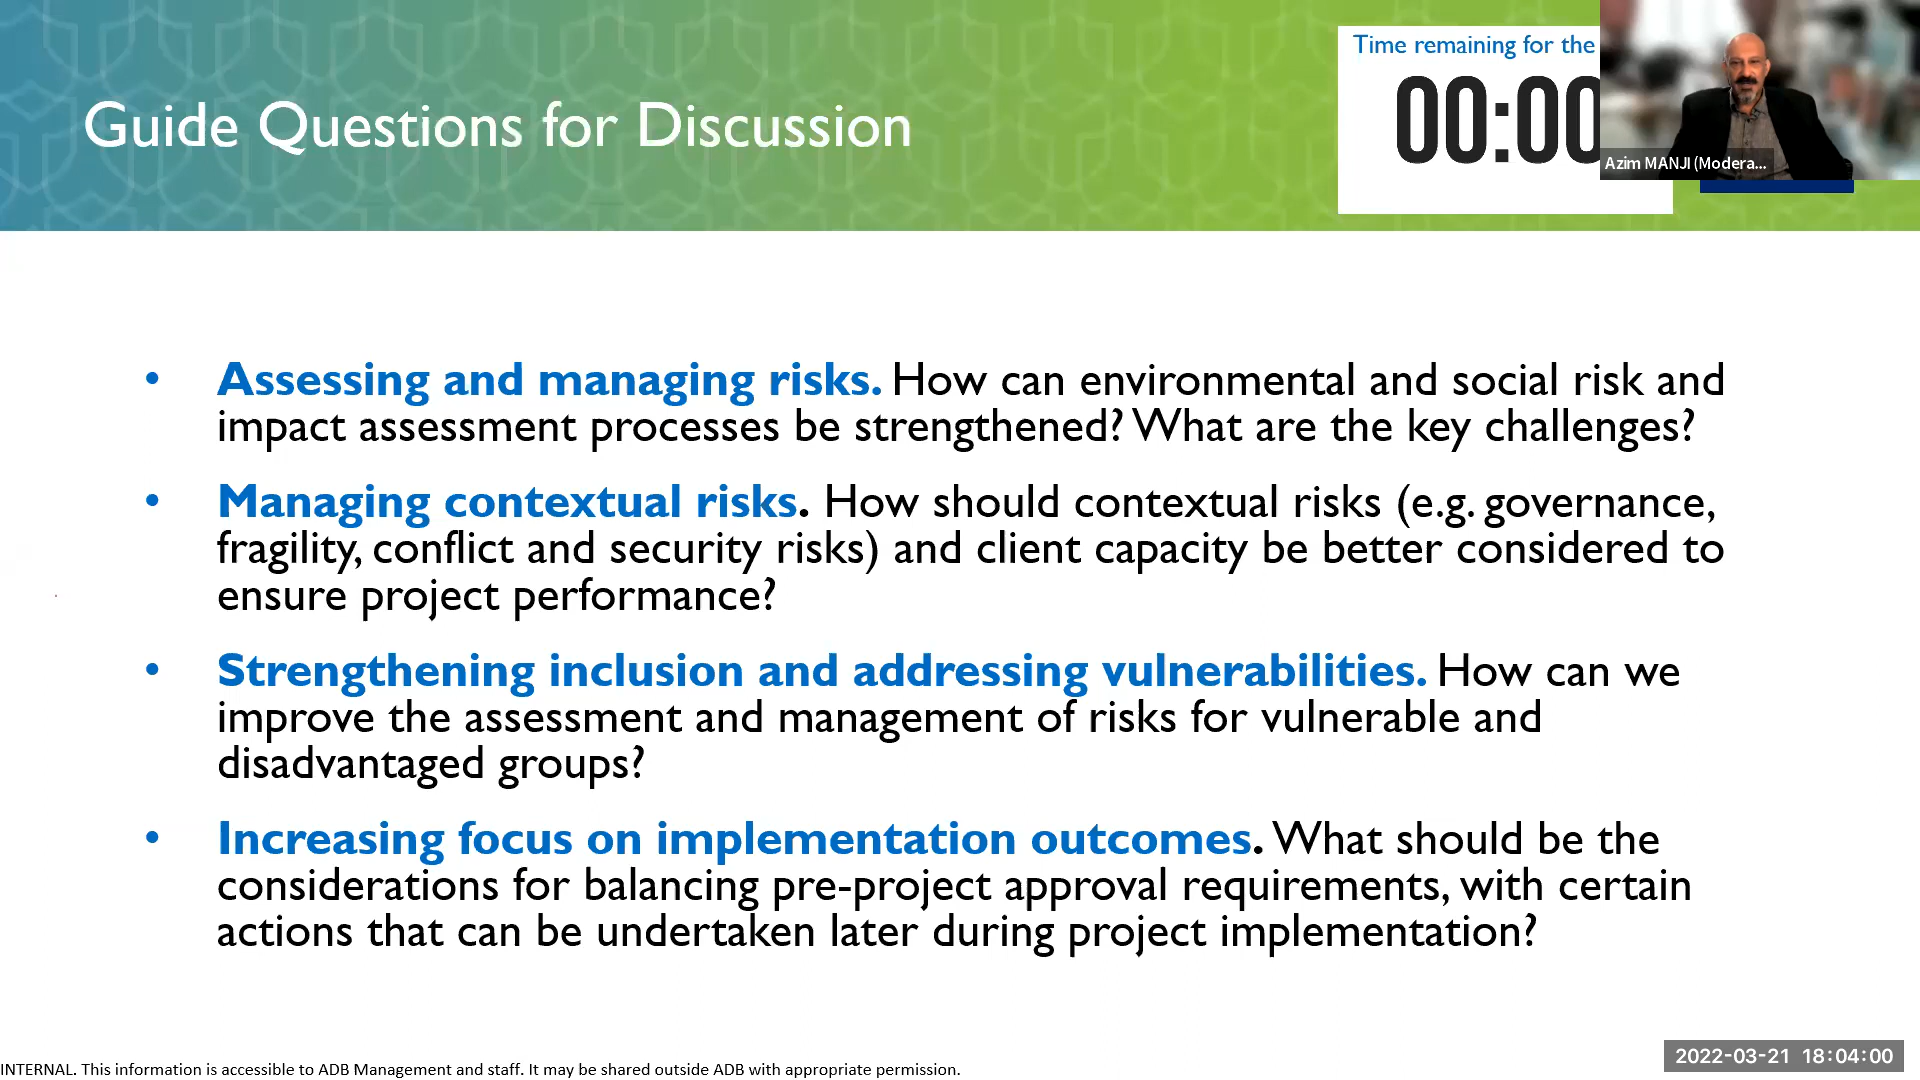 Guide Questions for Discussion
Time remaining for the
00:00
Azim MANJI (Modera...
• Assessing and managing risks. How can environmental and social risk and
impact assessment processes be strengthened? What are the key challenges?
• Managing contextual risks. How should contextual risks (e.g. governance,
fragility, conflict and security risks) and client capacity be better considered to
ensure project performance?
• Strengthening inclusion and addressing vulnerabilities. How can we
improve the assessment and management of risks for vulnerable and
disadvantaged groups?
• Increasing focus on implementation outcomes. What should be the
considerations for balancing pre-project approval requirements, with certain
actions that can be undertaken later during project implementation?
INTERNAL. This information is accessible to ADB Management and staff. It may be shared outside ADB with appropriate permission.
2022-03-21 18:04:00